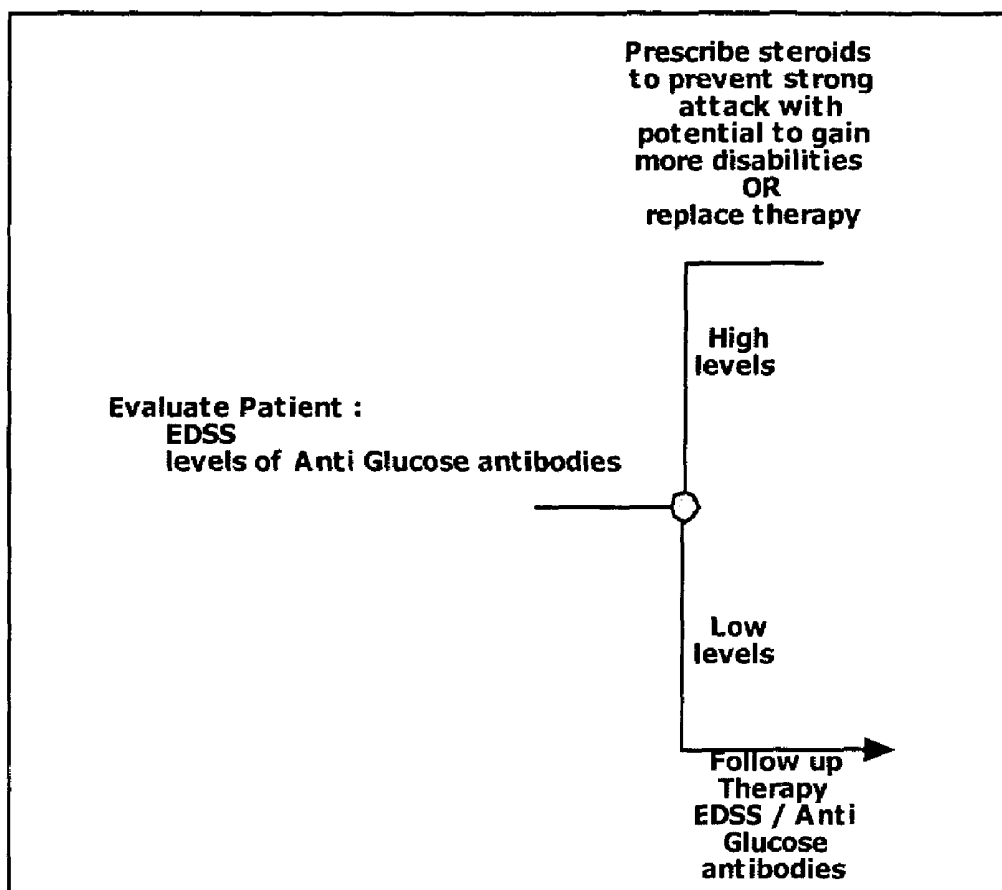 Prescribe steroids
to prevent strong
attack with
potential to gain
more disabilities
OR
replace therapy
High
levels
Evaluate Patient :
EDSS
levels of Anti Glucose antibodies
Low
levels
Follow up
Therapy
EDSS / Anti
Glucose
antibodies